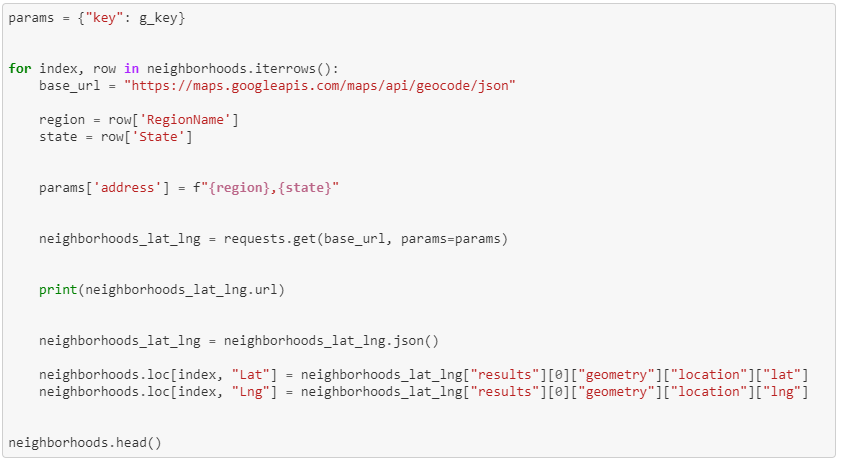 params = {"key": g_key}
for index, row in neighborhoods.iterrows():
    base_url = "https://maps.googleapis.com/maps/api/geocode/json"
    region = row['RegionName']
    state = row['State']
    params['address'] = f"{region},{state}"
    neighborhoods_lat_lng = requests.get(base_url, params=params)
    print(neighborhoods_lat_lng.url)
    neighborhoods_lat_lng = neighborhoods_lat_lng.json()
    neighborhoods.loc[index, "Lat"] = neighborhoods_lat_lng["results"][0]["geometry"]["location"]["lat"]
    neighborhoods.loc[index, "Lng"] = neighborhoods_lat_lng["results"][0]["geometry"]["location"]["lng"]
neighborhoods.head()